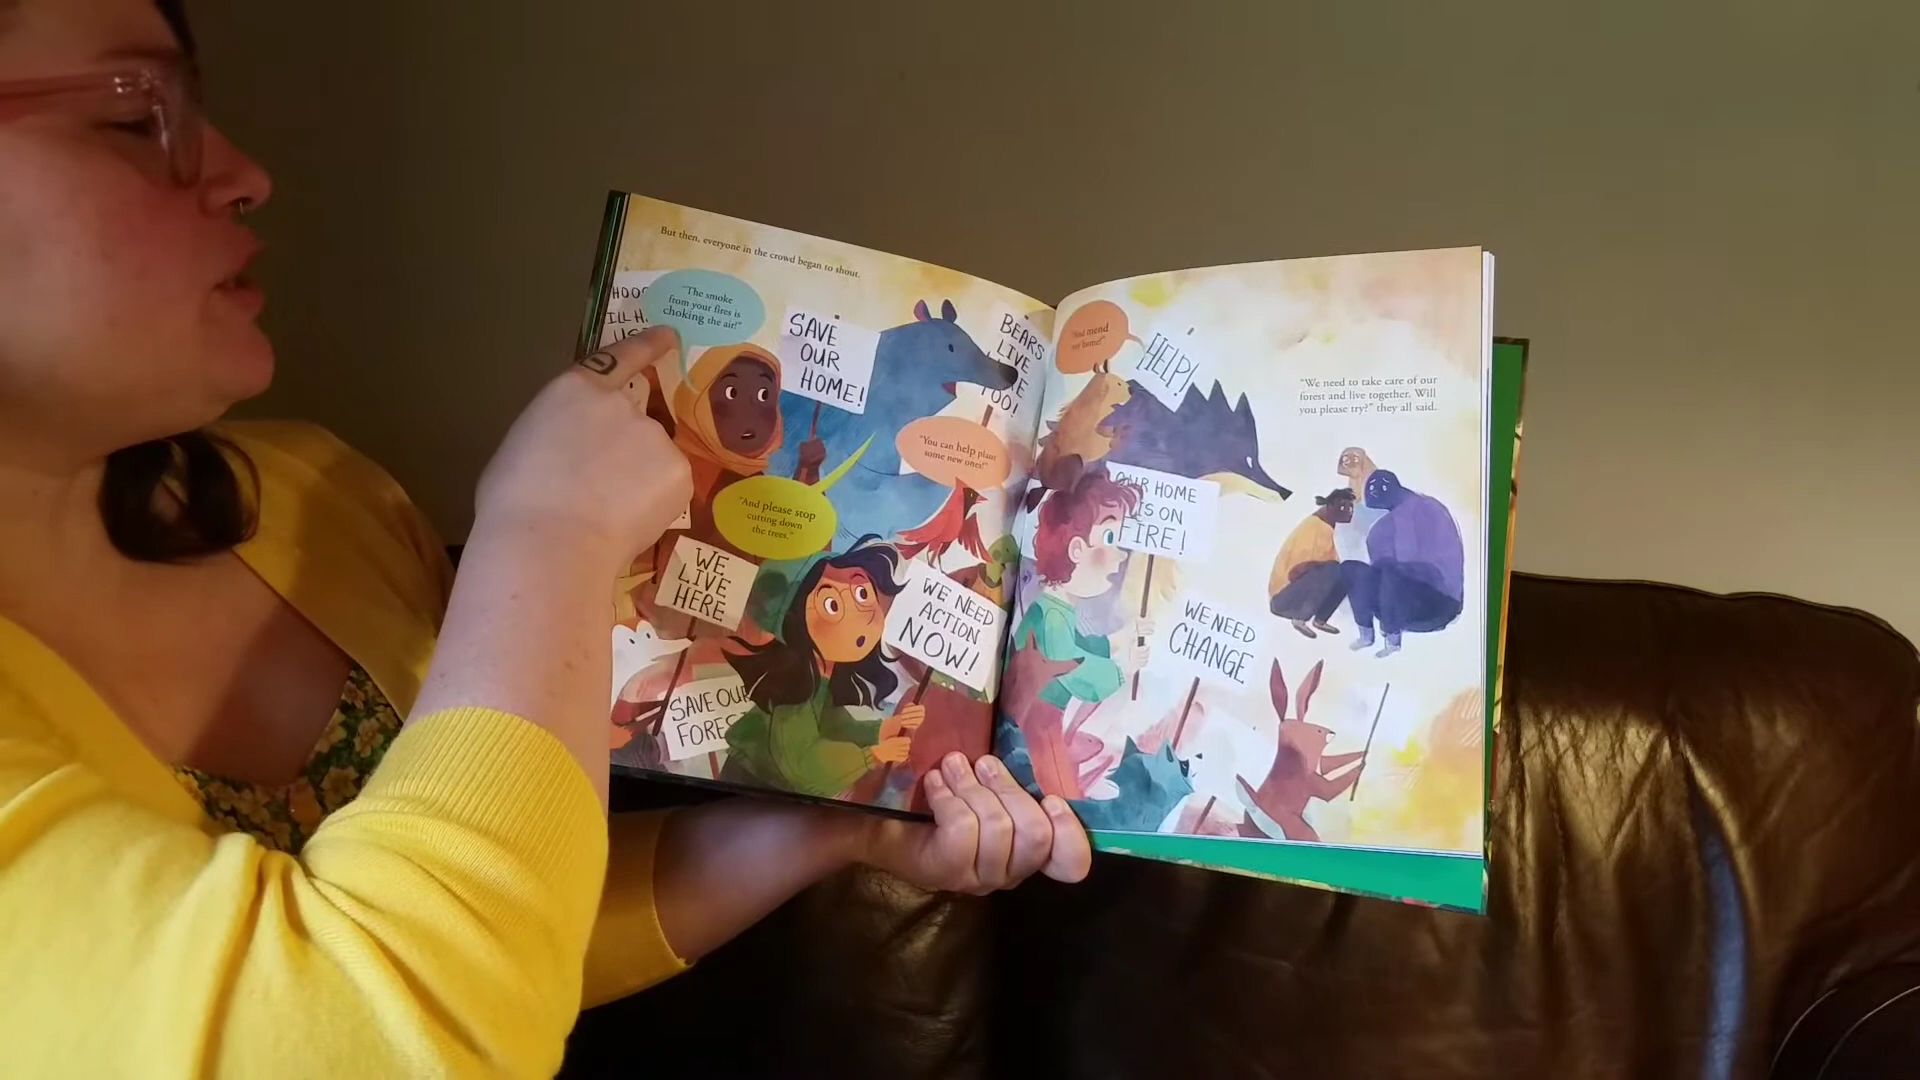 But then, everyone in the crowd began to shout.
"The smoke
from your fires is
choking the air!"
SAVE
OUR
HOME!
BEARS
LIVE
TOO!
"You can help plant
some new ones!"
"And please stop
cutting down
the trees."
WE
LIVE
HERE
WE NEED
ACTION
NOW!
SAVE OUR
FOREST
"And mend
my home!"
HELP!
"We need to take care of our
forest and live together. Will
you please try?" they all said.
OUR HOME
IS ON
FIRE!
WE NEED
CHANGE